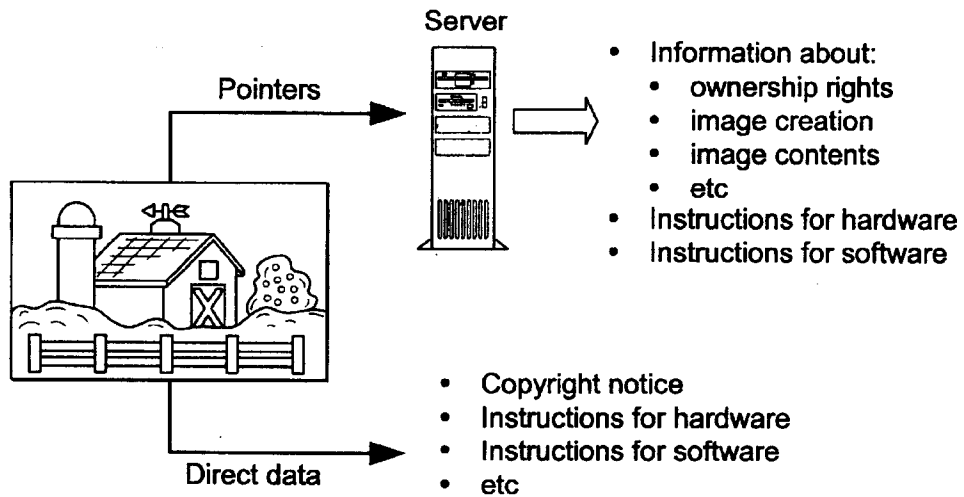 Server
Pointers
• Information about:
• ownership rights
• image creation
• image contents
• etc
• Instructions for hardware
• Instructions for software
• Copyright notice
• Instructions for hardware
• Instructions for software
• etc
Direct data